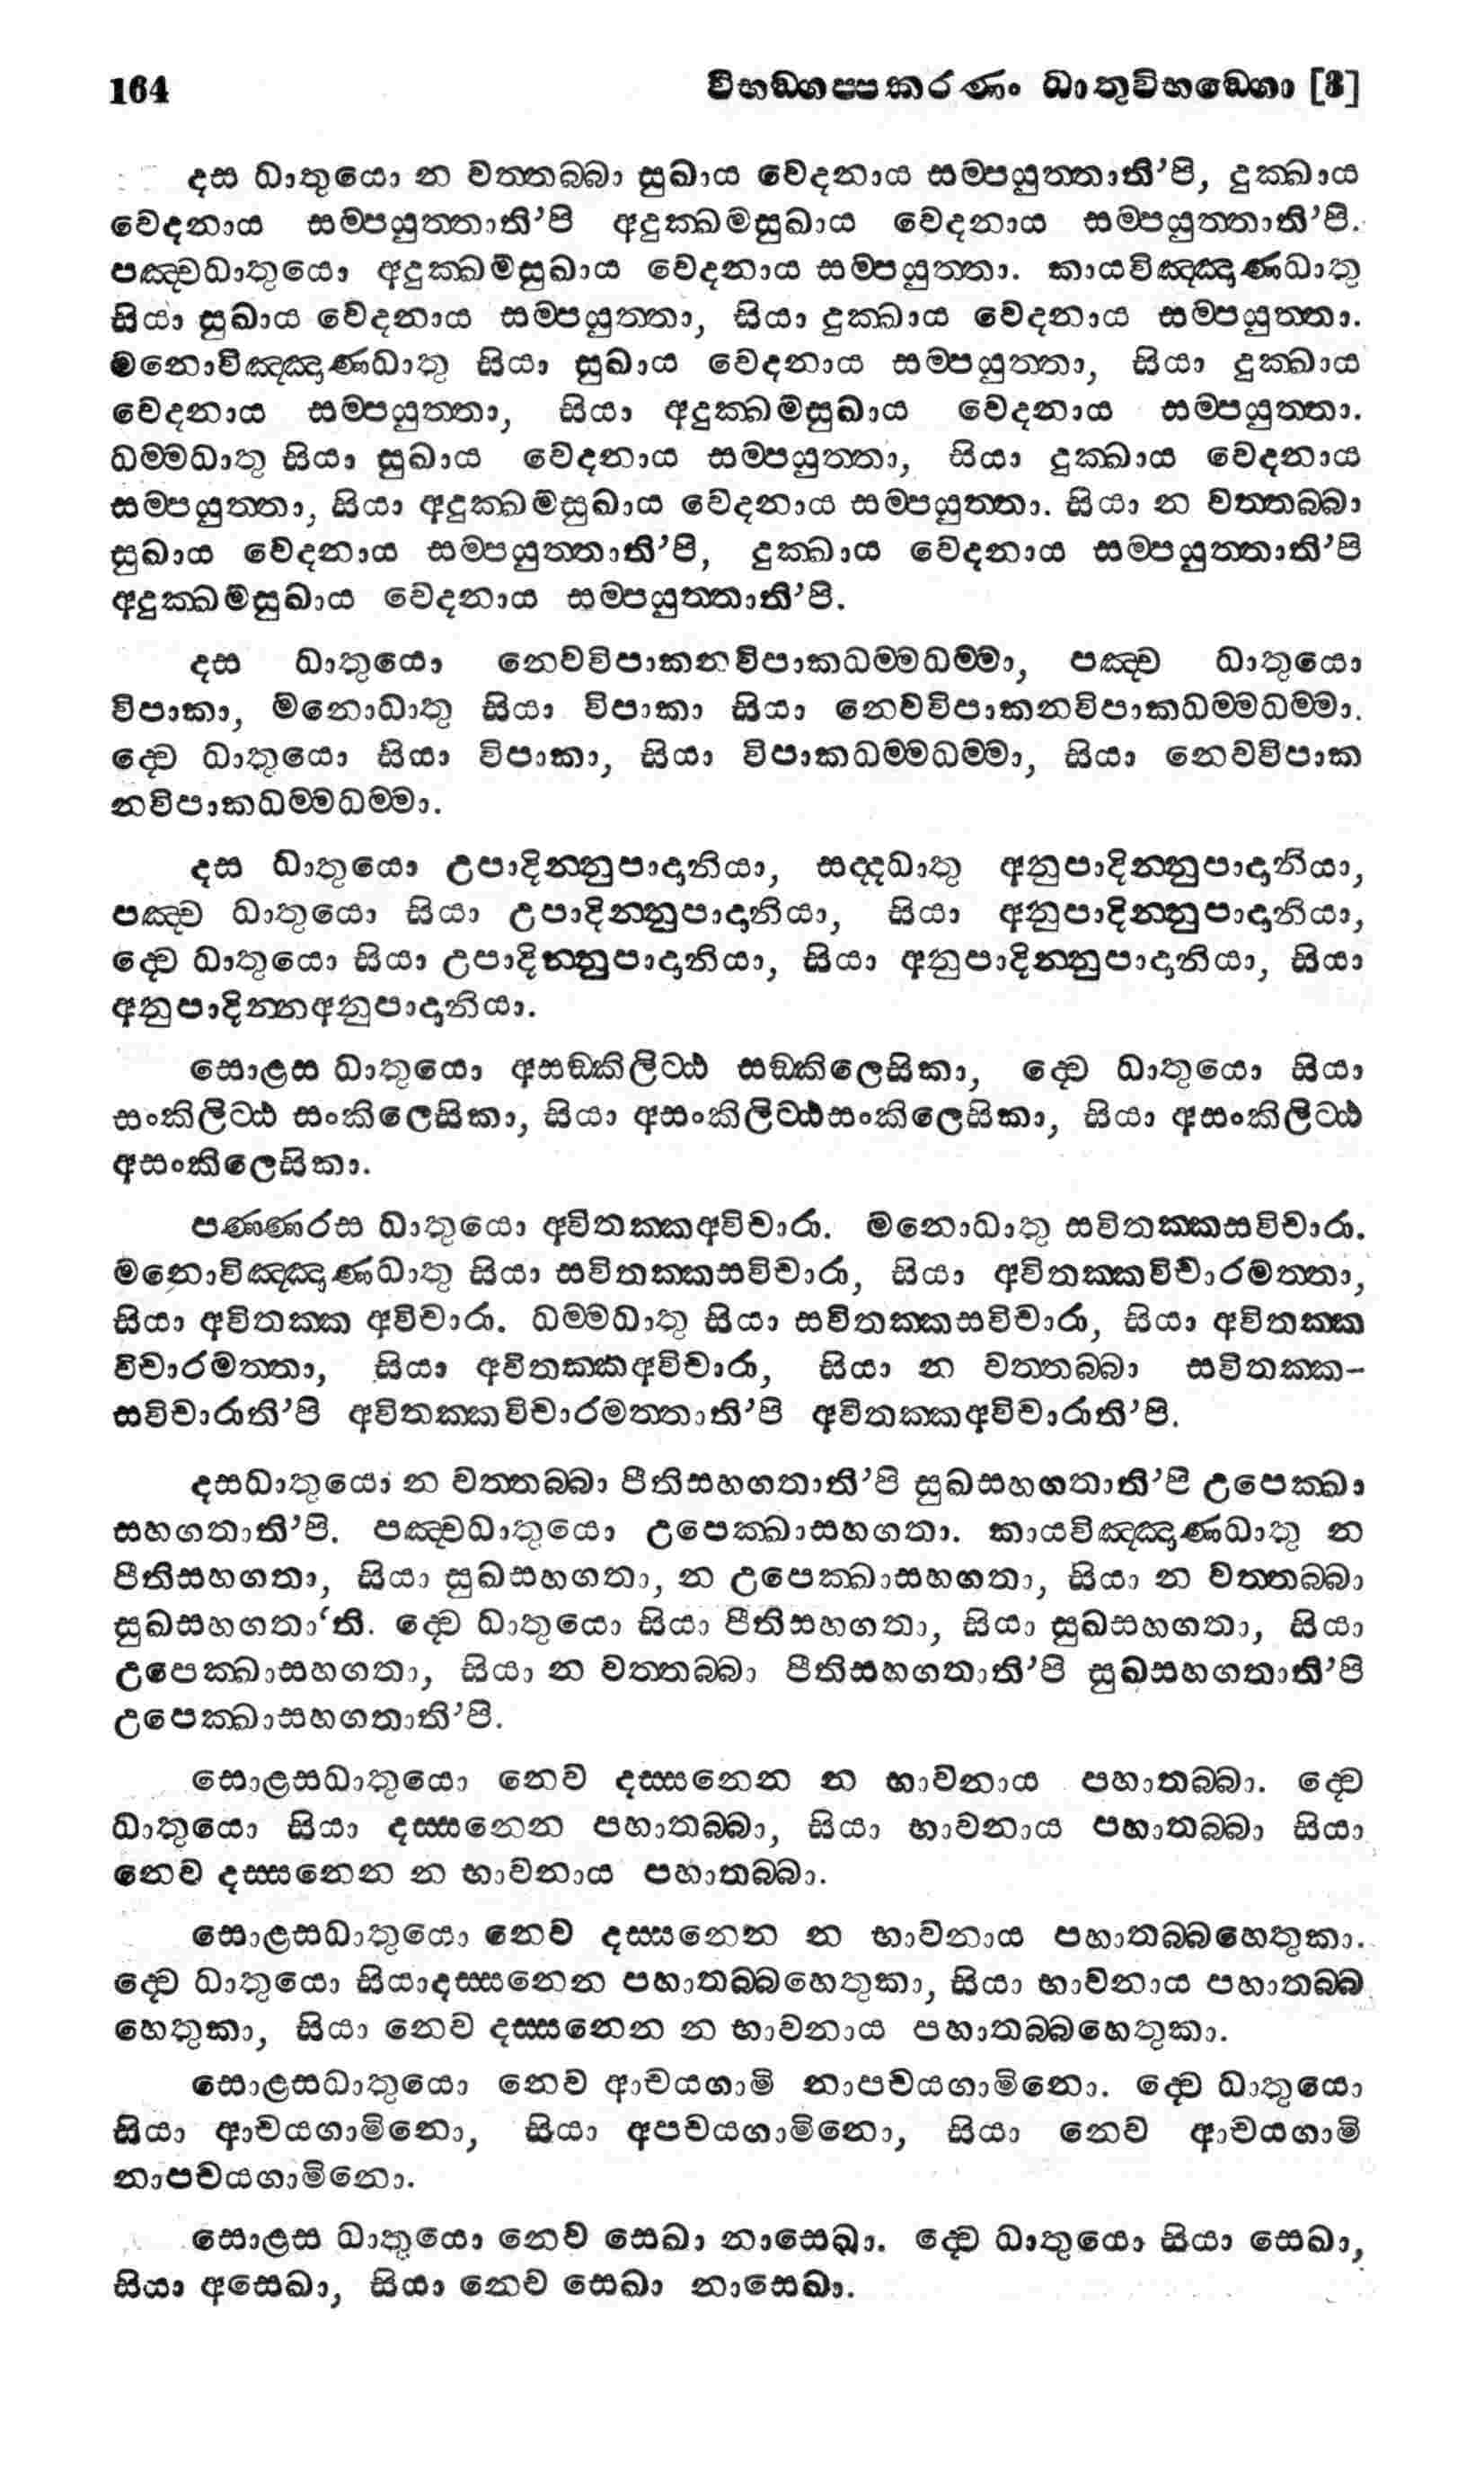 164 විභඞ්ගප්පකරණං ධාතුවිභඞ්ගො [3]
දස ධාතුයො න වත්තබ්බා සුඛාය වෙදනාය සම්පයුත්තාති’පි, දුක්ඛාය
වෙදනාය සම්පයුත්තාති’පි අදුක්ඛමසුඛාය වෙදනාය සම්පයුත්තාති’පි.
පඤ්චධාතුයො අදුක්ඛමසුඛාය වෙදනාය සම්පයුත්තා. කායවිඤ්ඤාණධාතු
සියා සුඛාය වෙදනාය සම්පයුත්තා, සියා දුක්ඛාය වෙදනාය සම්පයුත්තා.
මනොවිඤ්ඤාණධාතු සියා සුඛාය වෙදනාය සම්පයුත්තා, සියා දුක්ඛාය
වෙදනාය සම්පයුත්තා, සියා අදුක්ඛමසුඛාය වෙදනාය සම්පයුත්තා.
ධම්මධාතු සියා සුඛාය වෙදනාය සම්පයුත්තා, සියා දුක්ඛාය වෙදනාය
සම්පයුත්තා, සියා අදුක්ඛමසුඛාය වෙදනාය සම්පයුත්තා. සියා න වත්තබ්බා
සුඛාය වෙදනාය සම්පයුත්තාති’පි, දුක්ඛාය වෙදනාය සම්පයුත්තාති’පි
අදුක්ඛමසුඛාය වෙදනාය සම්පයුත්තාති’පි.
දස ධාතුයො නෙවවිපාකනවිපාකධම්මධම්මා, පඤ්ච ධාතුයො
විපාකා, මනොධාතු සියා විපාකා සියා නෙවවිපාකනවිපාකධම්මධම්මා.
ද්වෙ ධාතුයො සියා විපාකා, සියා විපාකධම්මධම්මා, සියා නෙවවිපාක
නවිපාකධම්මධම්මා.
දස ධාතුයො උපාදින්නුපාදානියා, සද්දධාතු අනුපාදින්නුපාදානියා,
පඤ්ච ධාතුයො සියා උපාදින්නුපාදානියා, සියා අනුපාදින්නුපාදානියා,
ද්වෙ ධාතුයො සියා උපාදින්නුපාදානියා, සියා අනුපාදින්නුපාදානියා, සියා
අනුපාදින්නඅනුපාදානියා.
සොළස ධාතුයො අසඞ්කිලිට්ඨ සඞ්කිලෙසිකා, ද්වෙ ධාතුයො සියා
සංකිලිට්ඨ සංකිලෙසිකා, සියා අසංකිලිට්ඨසංකිලෙසිකා, සියා අසංකිලිට්ඨ
අසංකිලෙසිකා.
පණ්ණරස ධාතුයො අවිතක්කඅවිචාරා. මනොධාතු සවිතක්කසවිචාරා.
මනොවිඤ්ඤාණධාතු සියා සවිතක්කසවිචාරා, සියා අවිතක්කවිචාරමත්තා,
සියා අවිතක්ක අවිචාරා. ධම්මධාතු සියා සවිතක්කසවිචාරා, සියා අවිතක්ක
විචාරමත්තා, සියා අවිතක්කඅවිචාරා, සියා න වත්තබ්බා සවිතක්ක-
සවිචාරාති’පි අවිතක්කවිචාරමත්තාති’පි අවිතක්කඅවිචාරාති’පි.
දසධාතුයො න වත්තබ්බා පීතිසහගතාති’පි සුඛසහගතාති’පි උපෙක්ඛා
සහගතාති’පි. පඤ්චධාතුයො උපෙක්ඛාසහගතා. කායවිඤ්ඤාණධාතු න
පීතිසහගතා, සියා සුඛසහගතා, න උපෙක්ඛාසහගතා, සියා න වත්තබ්බා
සුඛසහගතා‘ති. ද්වෙ ධාතුයො සියා පීතිසහගතා, සියා සුඛසහගතා, සියා
උපෙක්ඛාසහගතා, සියා න වත්තබ්බා පීතිසහගතාති’පි සුඛසහගතාති’පි
උපෙක්ඛාසහගතාති’පි.
සොළසධාතුයො නෙව දස්සනෙන න භාවනාය පහාතබ්බා. ද්වෙ
ධාතුයො සියා දස්සනෙන පහාතබ්බා, සියා භාවනාය පහාතබ්බා සියා
නෙව දස්සනෙන න භාවනාය පහාතබ්බා.
සොළසධාතුයො නෙව දස්සනෙන න භාවනාය පහාතබ්බහෙතුකා.
ද්වෙ ධාතුයො සියාදස්සනෙන පහාතබ්බහෙතුකා, සියා භාවනාය පහාතබ්බ
හෙතුකා, සියා නෙව දස්සනෙන න භාවනාය පහාතබ්බහෙතුකා.
සොළසධාතුයො නෙව ආචයගාමි නාපචයගාමිනො. ද්වෙ ධාතුයො
සියා ආචයගාමිනො, සියා අපචයගාමිනො, සියා නෙව ආචයගාමි
නාපචයගාමිනො.
සොළස ධාතුයො නෙව සෙඛා නාසෙඛා. ද්වෙ ධාතුයො සියා සෙඛා,
සියා අසෙඛා, සියා නෙව සෙඛා නාසෙඛා.